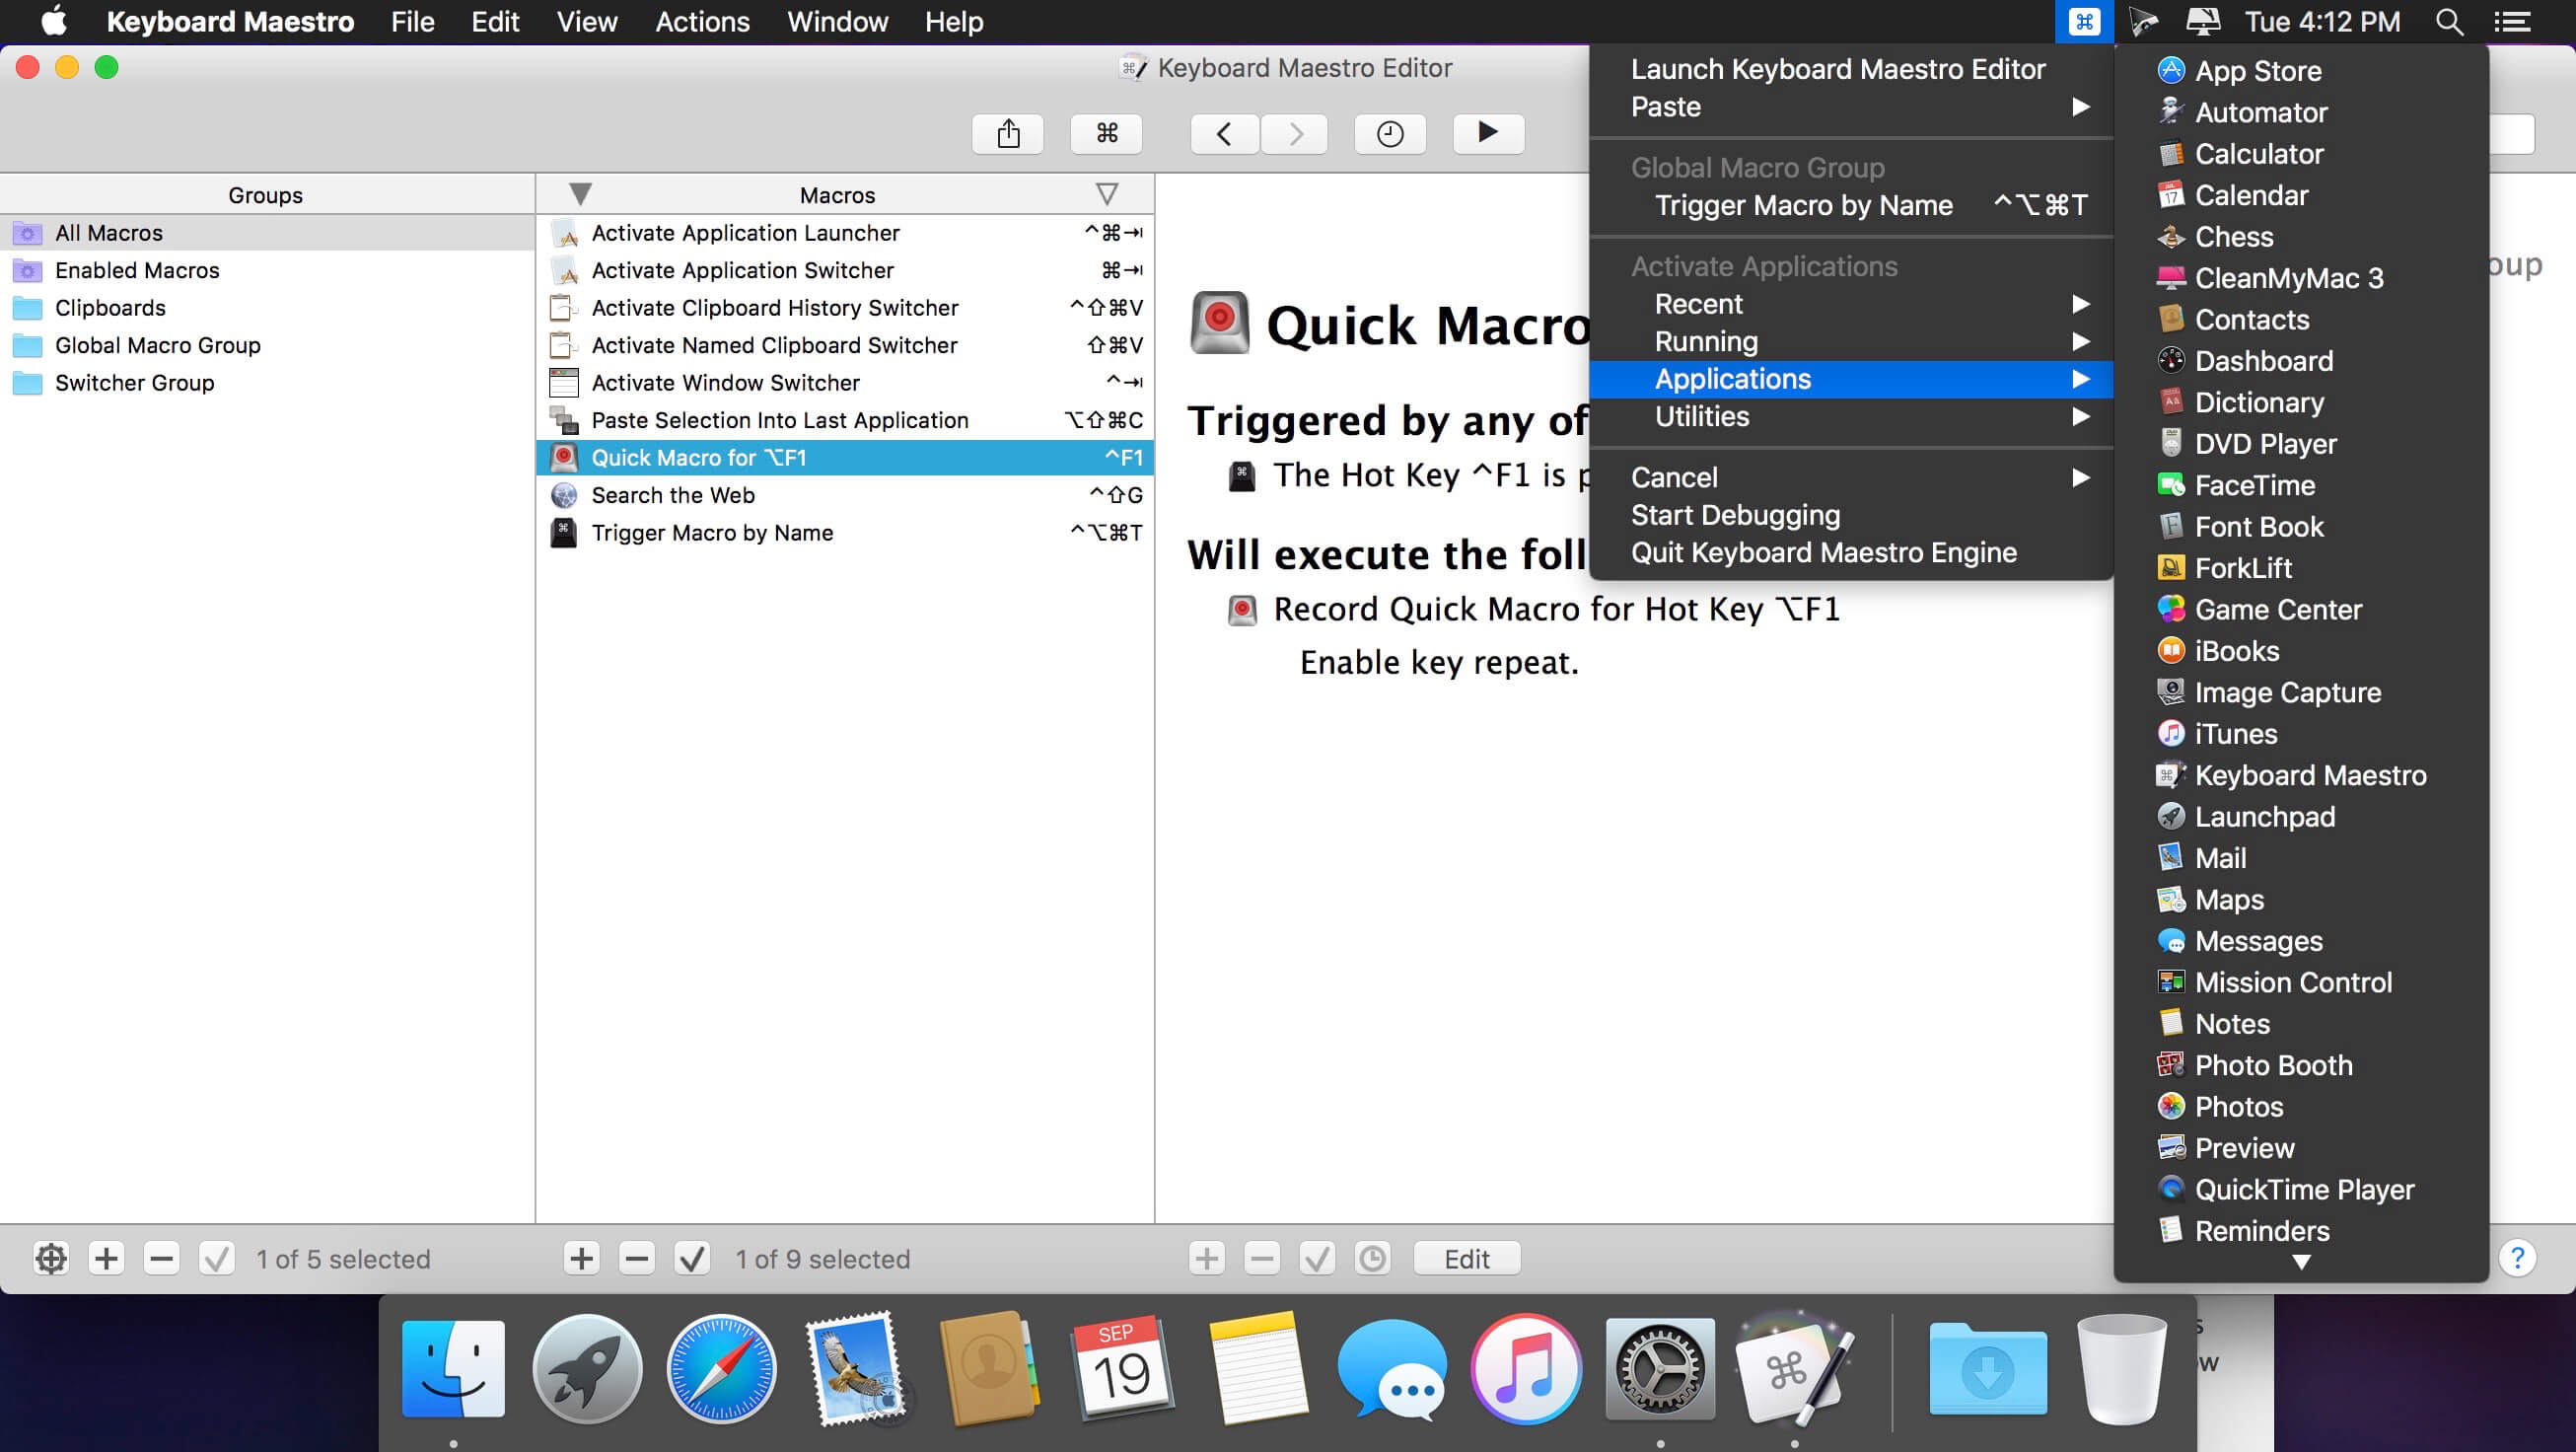 Keyboard Maestro File Edit View Actions Window Help ⌘ Tue 4:12 PM
⌘ Keyboard Maestro Editor
⌘
Groups
All Macros
Enabled Macros
Clipboards
Global Macro Group
Switcher Group
1 of 5 selected
Macros
Activate Application Launcher ^⌘⇥
Activate Application Switcher ⌘⇥
Activate Clipboard History Switcher ^⇧⌘V
Activate Named Clipboard Switcher ⇧⌘V
Activate Window Switcher ^⇥
Paste Selection Into Last Application ⌥⇧⌘C
Quick Macro for ⌥F1 ^F1
Search the Web ^⇧G
Trigger Macro by Name ^⌥⌘T
1 of 9 selected
Quick Macro
Triggered by any of
The Hot Key ^F1 is p
Will execute the foll
Record Quick Macro for Hot Key ⌥F1
Enable key repeat.
oup
Edit
?
Launch Keyboard Maestro Editor
Paste
Global Macro Group
Trigger Macro by Name ^⌥⌘T
Activate Applications
Recent
Running
Applications
Utilities
Cancel
Start Debugging
Quit Keyboard Maestro Engine
App Store
Automator
Calculator
Calendar
Chess
CleanMyMac 3
Contacts
Dashboard
Dictionary
DVD Player
FaceTime
Font Book
ForkLift
Game Center
iBooks
Image Capture
iTunes
Keyboard Maestro
Launchpad
Mail
Maps
Messages
Mission Control
Notes
Photo Booth
Photos
Preview
QuickTime Player
Reminders
SEP
19
⌘